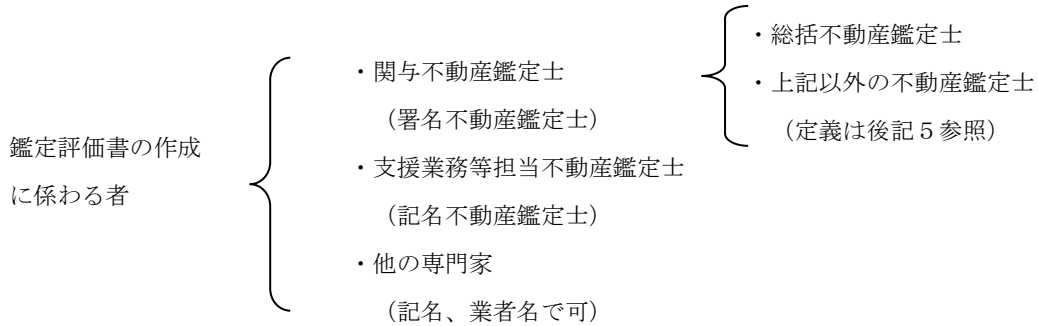 鑑定評価書の作成
に係わる者
・関与不動産鑑定士
(署名不動産鑑定士)
・支援業務等担当不動産鑑定士
(記名不動産鑑定士)
・他の専門家
(記名、業者名で可)
・総括不動産鑑定士
・上記以外の不動産鑑定士
(定義は後記5参照)